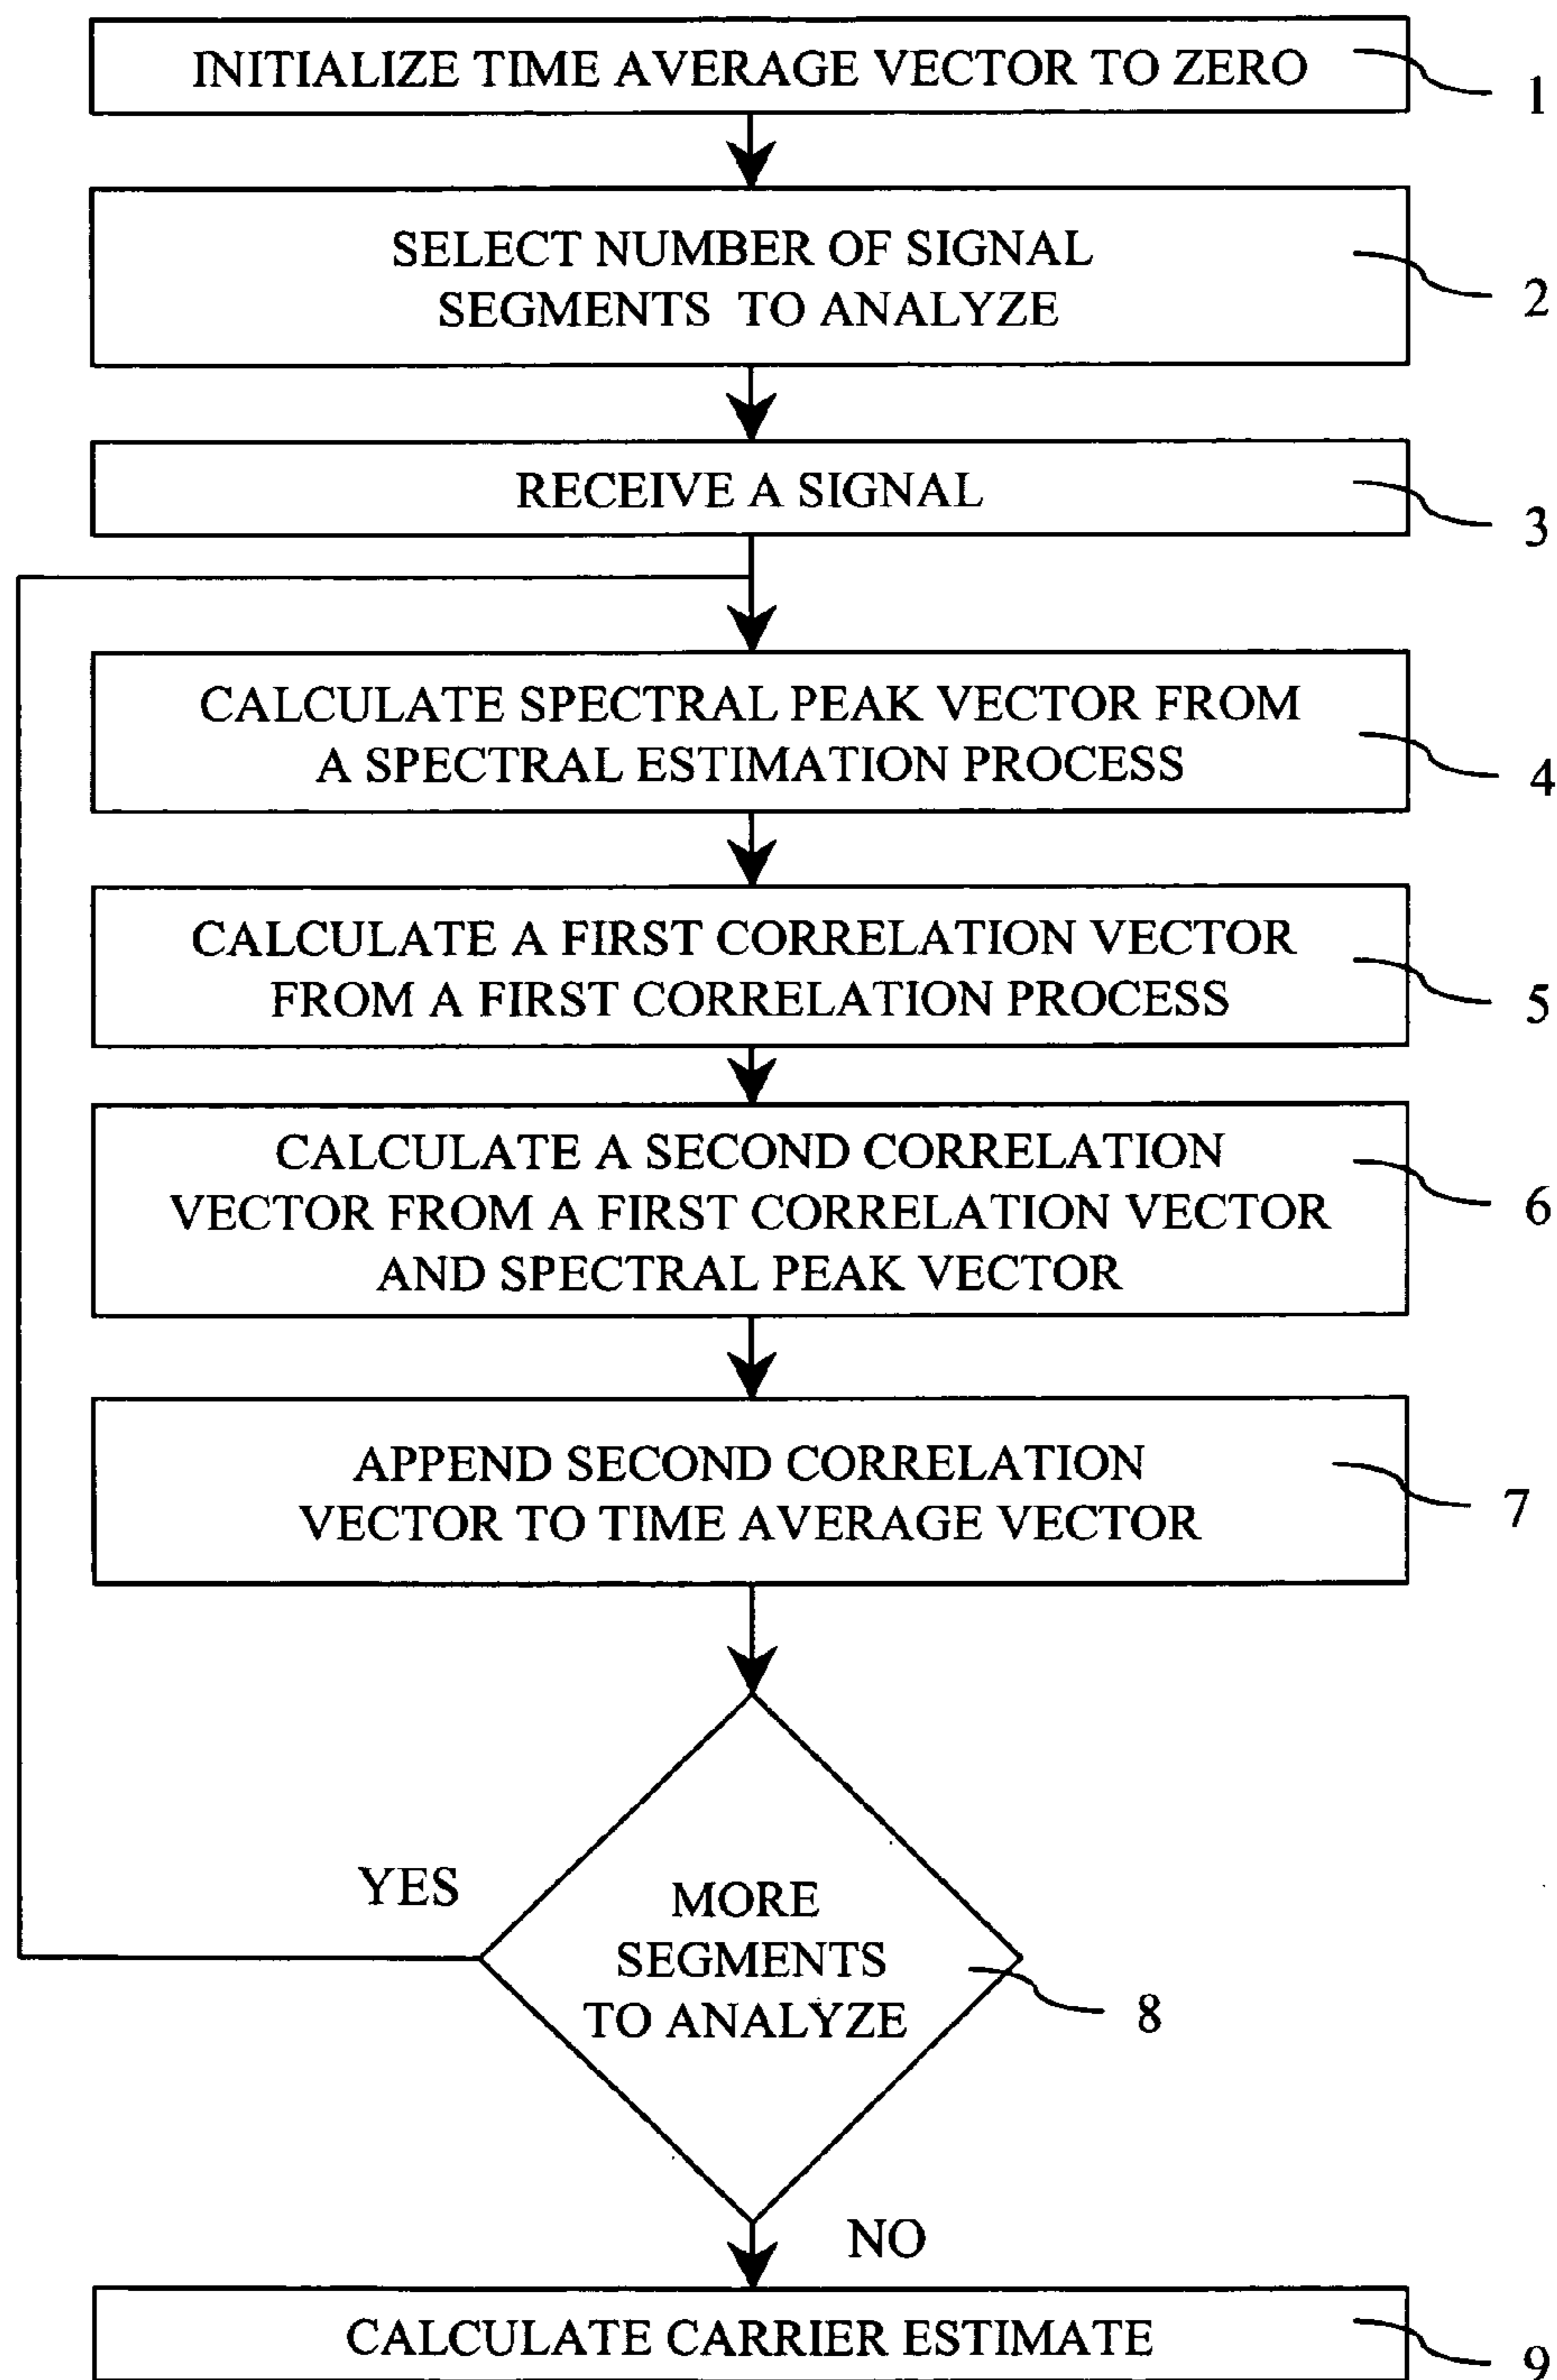 INITIALIZE TIME AVERAGE VECTOR TO ZERO
1
SELECT NUMBER OF SIGNAL
SEGMENTS TO ANALYZE
2
RECEIVE A SIGNAL
3
CALCULATE SPECTRAL PEAK VECTOR FROM
A SPECTRAL ESTIMATION PROCESS
4
CALCULATE A FIRST CORRELATION VECTOR
FROM A FIRST CORRELATION PROCESS
5
CALCULATE A SECOND CORRELATION
VECTOR FROM A FIRST CORRELATION VECTOR
AND SPECTRAL PEAK VECTOR
6
APPEND SECOND CORRELATION
VECTOR TO TIME AVERAGE VECTOR
7
YES
MORE
SEGMENTS
TO ANALYZE
8
NO
CALCULATE CARRIER ESTIMATE
9